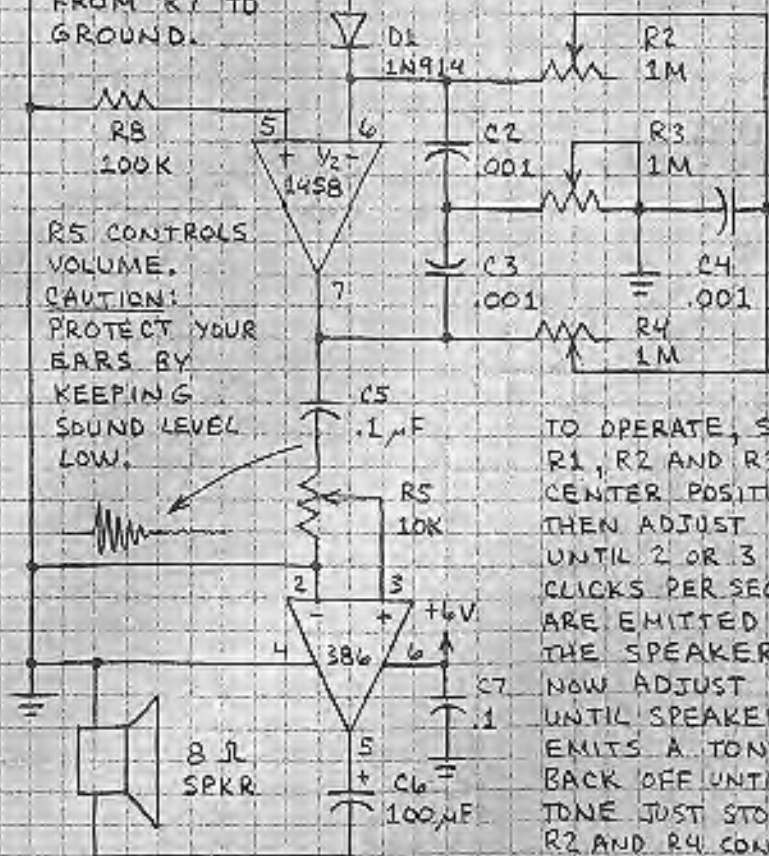 GROUND.
D1
1N914
R2
1M
R8
100K
5
6
+
½
-
1458
C2
.001
R3
1M
R5 CONTROLS
VOLUME.
CAUTION:
PROTECT YOUR
EARS BY
KEEPING
SOUND LEVEL
LOW.
7
C3
.001
C4
.001
R4
1M
C5
.1µF
R5
10K
TO OPERATE,
R1, R2 AND
CENTER
THEN ADJUST
UNTIL 2 OR 3
CLICKS PER
ARE EMITTED
THE SPEAKER
NOW ADJUST
UNTIL
EMITS A
BACK OFF
TONE JUST
R2 AND R4
2
3
-
+
+6V
4
386
6
C7
.1
5
8 Ω
SPKR
+
C6
100µF